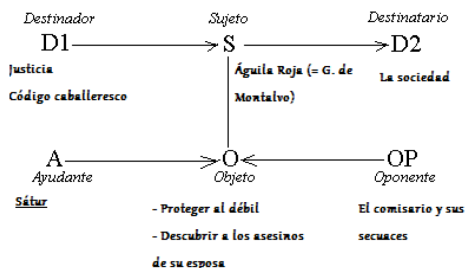 Destinador Sujeto Destinatario
D1 S D2
Justicia
Código caballeresco
Águila Roja (= G. de
Montalvo)
La sociedad
A O OP
Ayudante Objeto Oponente
Sátur
- Proteger al débil
- Descubrir a los asesinos
de su esposa
El comisario y sus
secuaces